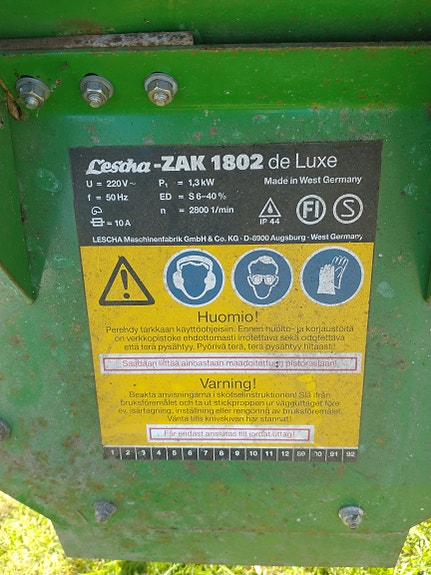 Lescha-ZAK 1802 de Luxe
U = 220 V~ P₁ = 1,3 kW Made in West Germany
f = 50 Hz ED = S 6–40 %
= 10 A n = 2800 1/min IP 44 FI S
LESCHA Maschinenfabrik GmbH & Co. KG · D-8900 Augsburg · West Germany
Huomio!
Perehdy tarkkaan käyttöohjeisiin. Ennen huolto- ja korjaustöitä
on verkkopistoke ehdottomasti irrotettava sekä odotettava
että terä pysähtyy. Pyörivä terä, terä pysähtyy hitaasti!
Saadaan liittää ainoastaan maadoitettuun pistorasiaan!
Varning!
Beakta anvisningarna i skötselinstruktionen! Slå ifrån
bruksföremålet och ta ut stickproppen ur vägguttaget före
ev. isärtagning, inställning eller rengöring av bruksföremålet.
Vänta tills knivskivan har stannat!
Får endast anslutas till jordat uttag!
1 2 3 4 5 6 7 8 9 10 11 12 89 90 91 92